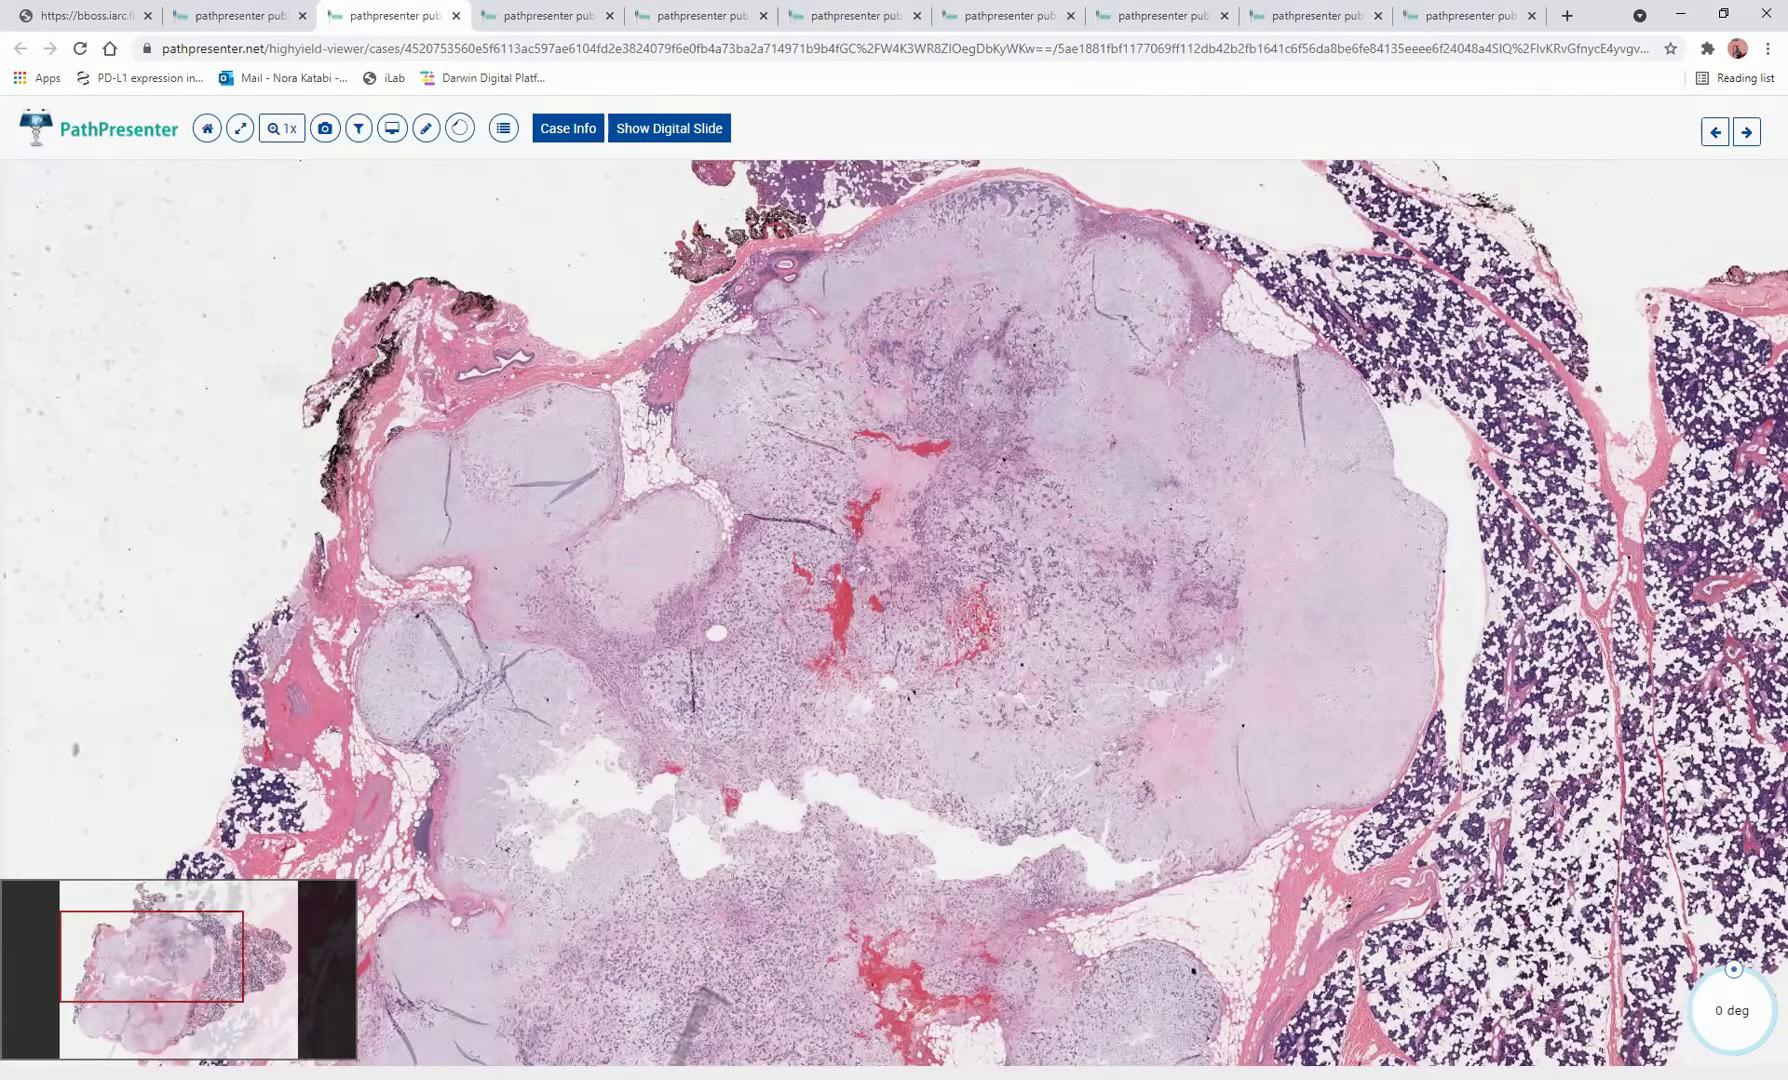 https://bboss.iarc.fi
pathpresenter pub
pathpresenter pub
pathpresenter pub
pathpresenter pub
pathpresenter pub
pathpresenter pub
pathpresenter pub
pathpresenter pub
pathpresenter pub
pathpresenter.net/highyield-viewer/cases/4520753560e5f6113ac597ae6104fd2e3824079f6e0fb4a73ba2a714971b9b4fGC%2FW4K3WR8ZIOegDbKyWKw==/5ae1881fbf1177069ff112db42b2fb1641c6f56da8be6fe84135eeee6f24048a4SIQ%2FIvKRvGfnycE4yvgv...
Apps
PD-L1 expression in...
Mail - Nora Katabi -...
iLab
Darwin Digital Platf...
Reading list
PathPresenter
1x
Case Info
Show Digital Slide
0 deg